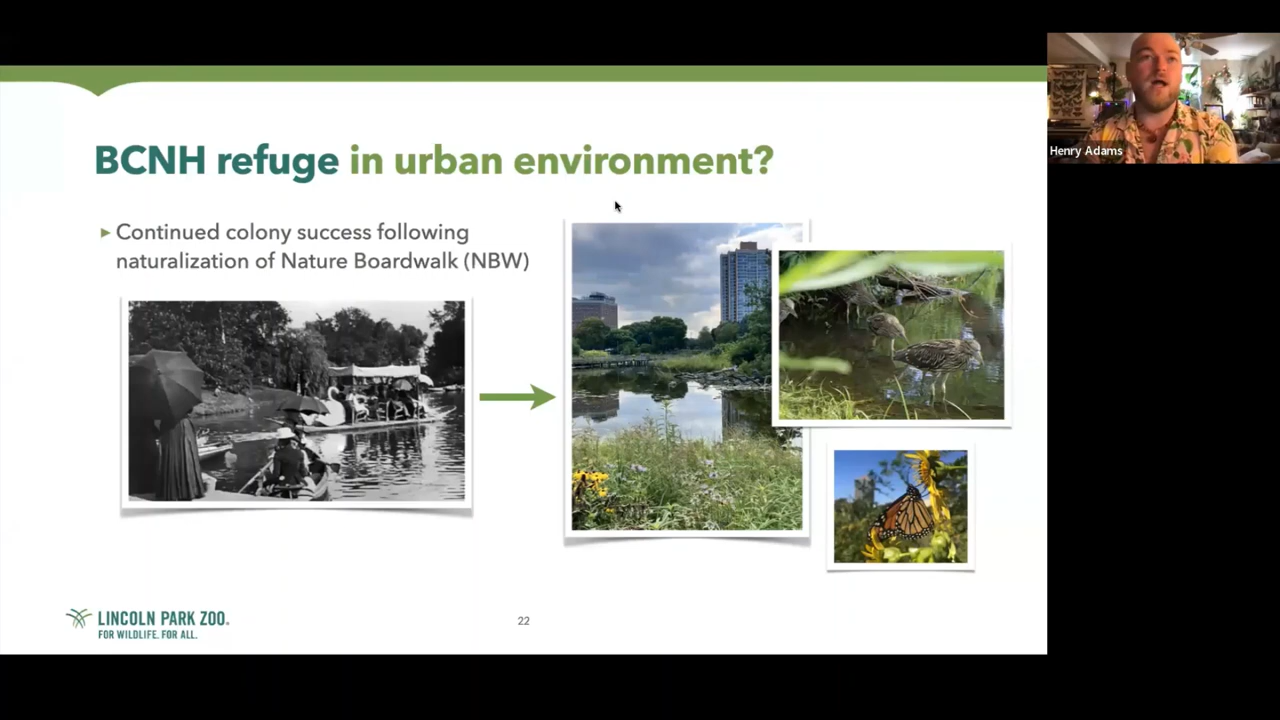 BCNH refuge in urban environment?
▸ Continued colony success following
naturalization of Nature Boardwalk (NBW)
LINCOLN PARK ZOO.
FOR WILDLIFE. FOR ALL.
22
Henry Adams